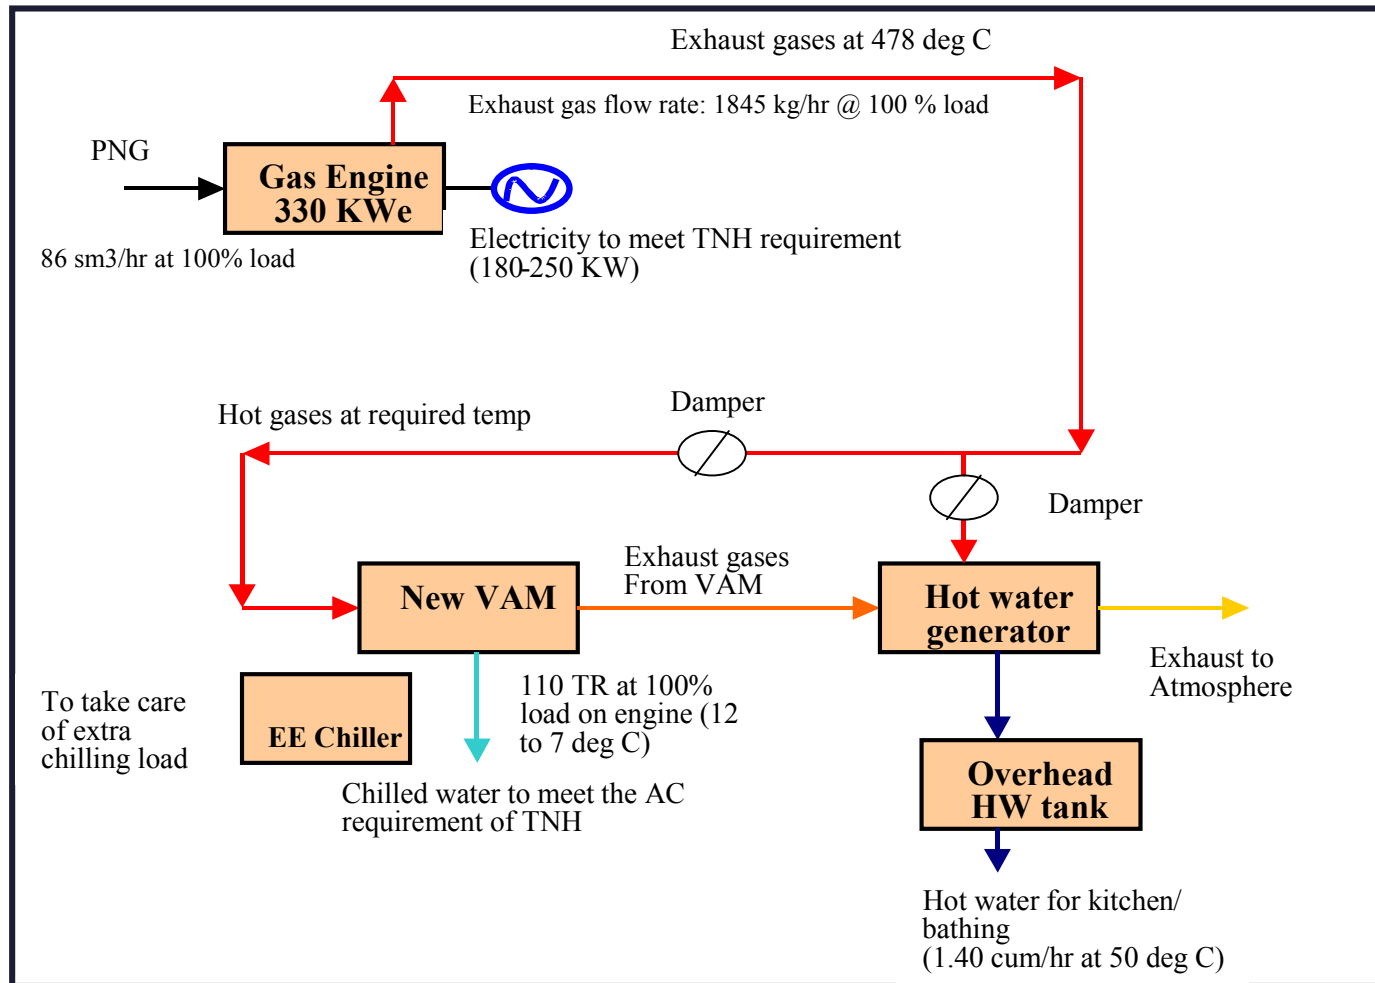 Exhaust gases at 478 deg C
Exhaust gas flow rate: 1845 kg/hr @ 100 % load
PNG
Gas Engine
330 KWe
86 sm3/hr at 100% load
Electricity to meet TNH requirement
(180-250 KW)
Damper
Hot gases at required temp
Damper
Exhaust gases
From VAM
New VAM
Hot water
generator
Exhaust to
Atmosphere
To take care
of extra
chilling load
EE Chiller
110 TR at 100%
load on engine (12
to 7 deg C)
Chilled water to meet the AC
requirement of TNH
Overhead
HW tank
Hot water for kitchen/
bathing
(1.40 cum/hr at 50 deg C)